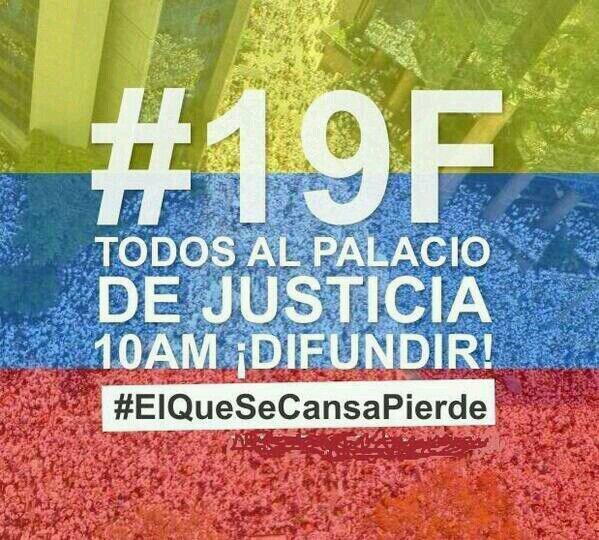 #19F
TODOS AL PALACIO
DE JUSTICIA
10AM ¡DIFUNDIR!
#ElQueSeCansaPierde